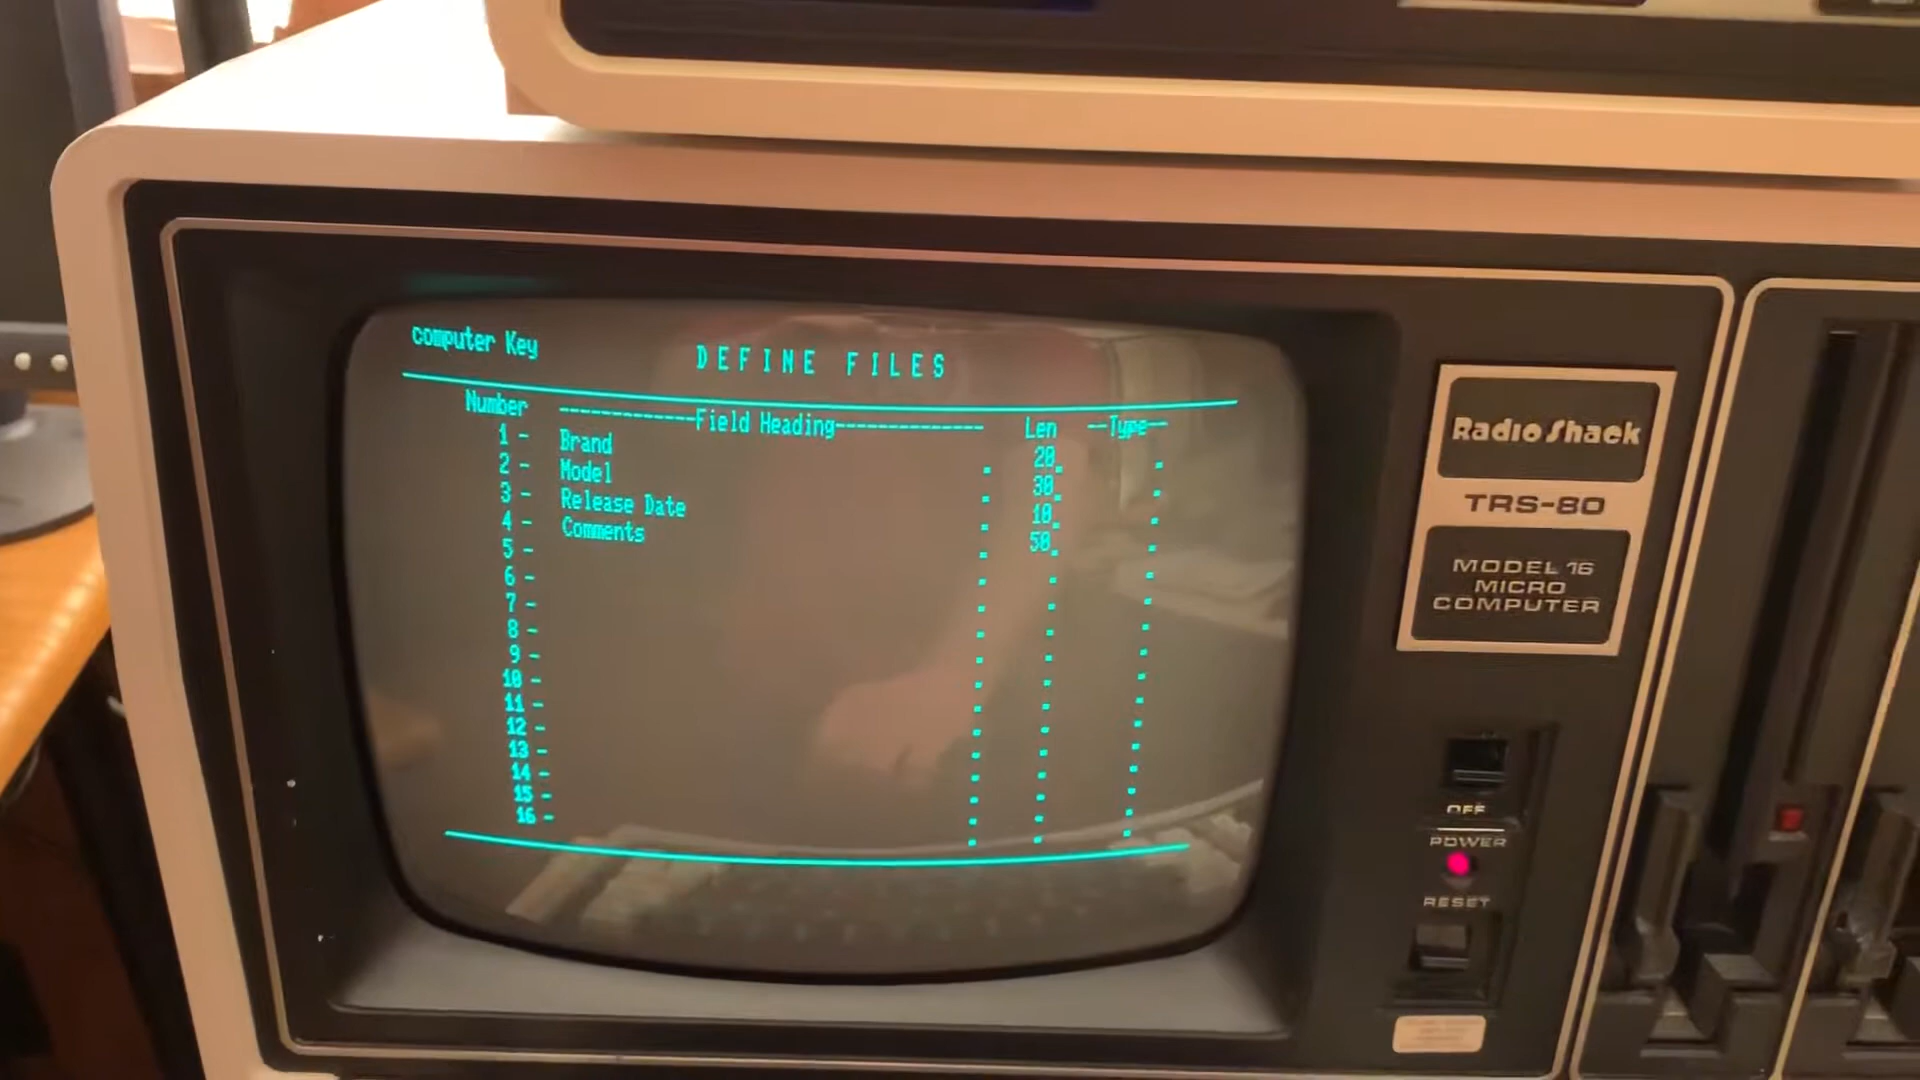 computer Key
DEFINE FILES
Number -------------Field Heading-------------- Len --Type--
1 - Brand . 20. .
2 - Model . 30. .
3 - Release Date . 10. .
4 - Comments . 50. .
5 - . . .
6 - . . .
7 - . . .
8 - . . .
9 - . . .
10 - . . .
11 - . . .
12 - . . .
13 - . . .
14 - . . .
15 - . . .
16 - . . .
Radio Shack
TRS-80
MODEL 16
MICRO
COMPUTER
OFF
POWER
RESET